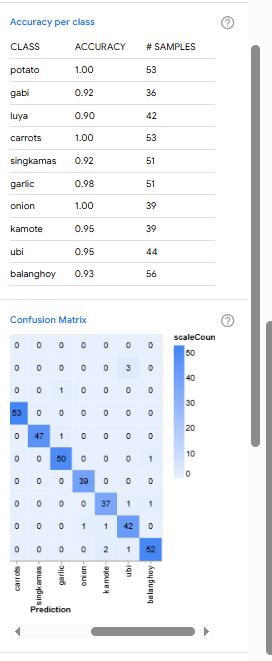 Accuracy per class
CLASS ACCURACY # SAMPLES
potato 1.00 53
gabi 0.92 36
luya 0.90 42
carrots 1.00 53
singkamas 0.92 51
garlic 0.98 51
onion 1.00 39
kamote 0.95 39
ubi 0.95 44
balanghoy 0.93 56
Confusion Matrix
scaleCoun
0 0 0 0 0 0 0
0 0 0 0 0 3 0
0 0 1 0 0 0 0
53 0 0 0 0 0 0
0 47 1 0 0 0 0
0 0 50 0 0 0 1
0 0 0 39 0 0 0
0 0 0 0 37 1 1
0 0 0 1 1 42 0
0 0 0 0 2 1 52
50
40
30
20
10
0
carrots singkamas garlic onion kamote ubi balanghoy
Prediction